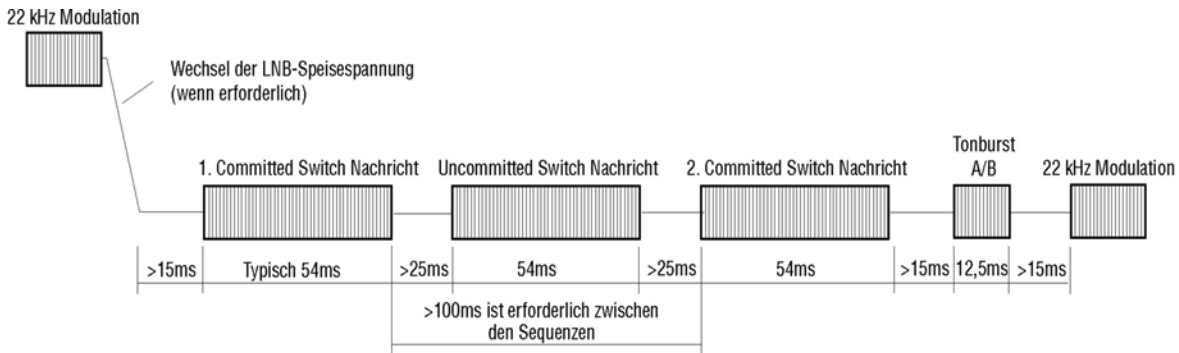 22 kHz Modulation
Wechsel der LNB-Speisespannung
(wenn erforderlich)
1. Committed Switch Nachricht
Uncommitted Switch Nachricht
2. Committed Switch Nachricht
Tonburst
A/B
22 kHz Modulation
>15ms
Typisch 54ms
>25ms
54ms
>25ms
54ms
>15ms
12,5ms
>15ms
>100ms ist erforderlich zwischen
den Sequenzen